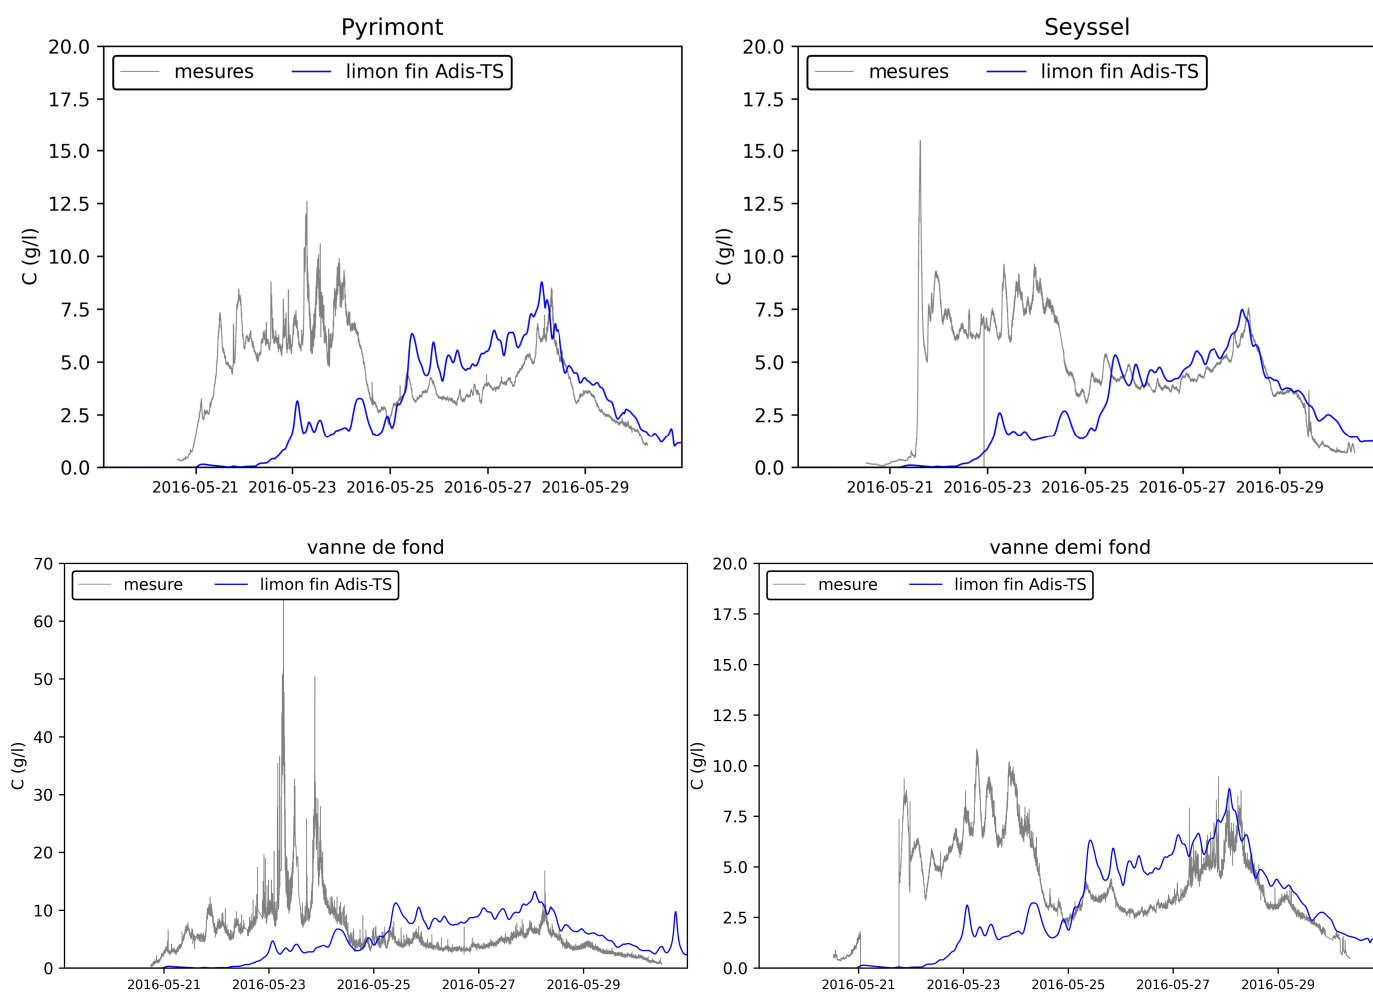 Pyrimont
mesures limon fin Adis-TS
C (g/l)
20.0
17.5
15.0
12.5
10.0
7.5
5.0
2.5
0.0
2016-05-21 2016-05-23 2016-05-25 2016-05-27 2016-05-29
Seyssel
mesures limon fin Adis-TS
C (g/l)
20.0
17.5
15.0
12.5
10.0
7.5
5.0
2.5
0.0
2016-05-21 2016-05-23 2016-05-25 2016-05-27 2016-05-29
vanne de fond
mesure limon fin Adis-TS
C (g/l)
70
60
50
40
30
20
10
0
2016-05-21 2016-05-23 2016-05-25 2016-05-27 2016-05-29
vanne demi fond
mesure limon fin Adis-TS
C (g/l)
20.0
17.5
15.0
12.5
10.0
7.5
5.0
2.5
0.0
2016-05-21 2016-05-23 2016-05-25 2016-05-27 2016-05-29